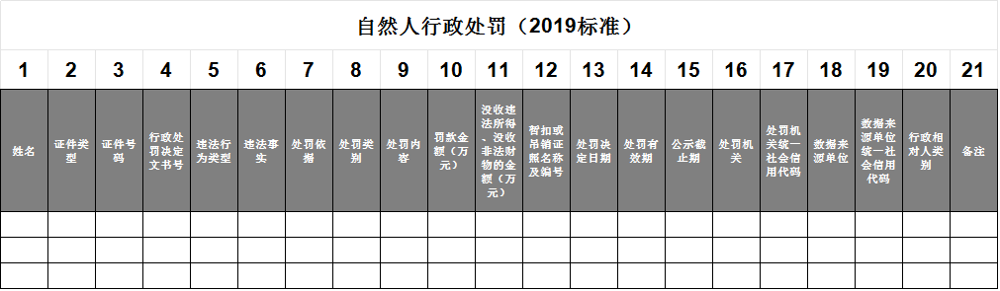 自然人行政处罚（2019标准）
1 2 3 4 5 6 7 8 9 10 11 12 13 14 15 16 17 18 19 20 21
姓名
证件类
型
证件号
码
行政处
罚决定
文书号
违法行
为类型
违法事
实
处罚依
据
处罚类
别
处罚内
容
罚款金
额（万
元）
没收违
法所得
、没收
非法财
物的金
额（万
元）
暂扣或
吊销证
照名称
及编号
处罚决
定日期
处罚有
效期
公示截
止期
处罚机
关
处罚机
关统一
社会信
用代码
数据来
源单位
数据来
源单位
统一社
会信用
代码
行政相
对人类
别
备注